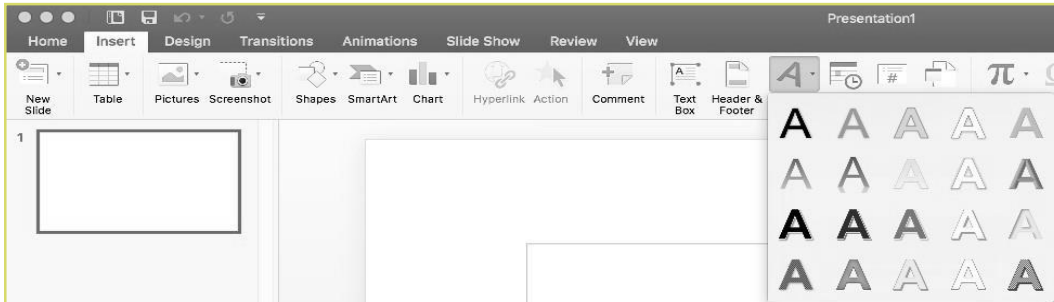 Presentation1
Home Insert Design Transitions Animations Slide Show Review View
New Slide Table Pictures Screenshot Shapes SmartArt Chart Hyperlink Action Comment Text Box Header & Footer A # π
1
A A A A A
A A A A A
A A A A A
A A A A A